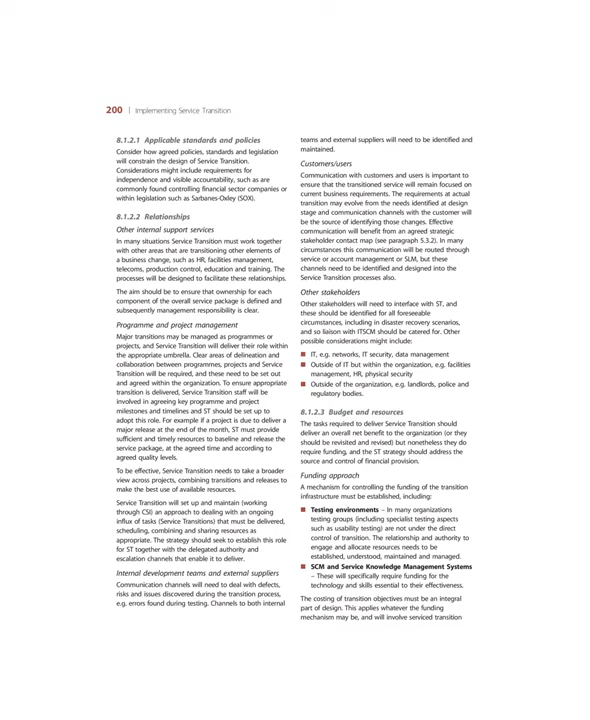 200 | Implementing Service Transition
8.1.2.1 Applicable standards and policies
Consider how agreed policies, standards and legislation
will constrain the design of Service Transition.
Considerations might include requirements for
independence and visible accountability, such as are
commonly found controlling financial sector companies or
within legislation such as Sarbanes-Oxley (SOX).
8.1.2.2 Relationships
Other internal support services
In many situations Service Transition must work together
with other areas that are transitioning other elements of
a business change, such as HR, facilities management,
telecoms, production control, education and training. The
processes will be designed to facilitate these relationships.
The aim should be to ensure that ownership for each
component of the overall service package is defined and
subsequently management responsibility is clear.
Programme and project management
Major transitions may be managed as programmes or
projects, and Service Transition will deliver their role within
the appropriate umbrella. Clear areas of delineation and
collaboration between programmes, projects and Service
Transition will be required, and these need to be set out
and agreed within the organization. To ensure appropriate
transition is delivered, Service Transition staff will be
involved in agreeing key programme and project
milestones and timelines and ST should be set up to
adopt this role. For example if a project is due to deliver a
major release at the end of the month, ST must provide
sufficient and timely resources to baseline and release the
service package, at the agreed time and according to
agreed quality levels.
To be effective, Service Transition needs to take a broader
view across projects, combining transitions and releases to
make the best use of available resources.
Service Transition will set up and maintain (working
through CSI) an approach to dealing with an ongoing
influx of tasks (Service Transitions) that must be delivered,
scheduling, combining and sharing resources as
appropriate. The strategy should seek to establish this role
for ST together with the delegated authority and
escalation channels that enable it to deliver.
Internal development teams and external suppliers
Communication channels will need to deal with defects,
risks and issues discovered during the transition process,
e.g. errors found during testing. Channels to both internal
teams and external suppliers will need to be identified and
maintained.
Customers/users
Communication with customers and users is important to
ensure that the transitioned service will remain focused on
current business requirements. The requirements at actual
transition may evolve from the needs identified at design
stage and communication channels with the customer will
be the source of identifying those changes. Effective
communication will benefit from an agreed strategic
stakeholder contact map (see paragraph 5.3.2). In many
circumstances this communication will be routed through
service or account management or SLM, but these
channels need to be identified and designed into the
Service Transition processes also.
Other stakeholders
Other stakeholders will need to interface with ST, and
these should be identified for all foreseeable
circumstances, including in disaster recovery scenarios,
and so liaison with ITSCM should be catered for. Other
possible considerations might include:
■ IT, e.g. networks, IT security, data management
■ Outside of IT but within the organization, e.g. facilities
management, HR, physical security
■ Outside of the organization, e.g. landlords, police and
regulatory bodies.
8.1.2.3 Budget and resources
The tasks required to deliver Service Transition should
deliver an overall net benefit to the organization (or they
should be revisited and revised) but nonetheless they do
require funding, and the ST strategy should address the
source and control of financial provision.
Funding approach
A mechanism for controlling the funding of the transition
infrastructure must be established, including:
■ Testing environments – In many organizations
testing groups (including specialist testing aspects
such as usability testing) are not under the direct
control of transition. The relationship and authority to
engage and allocate resources needs to be
established, understood, maintained and managed.
■ SCM and Service Knowledge Management Systems
– These will specifically require funding for the
technology and skills essential to their effectiveness.
The costing of transition objectives must be an integral
part of design. This applies whatever the funding
mechanism may be, and will involve serviced transition